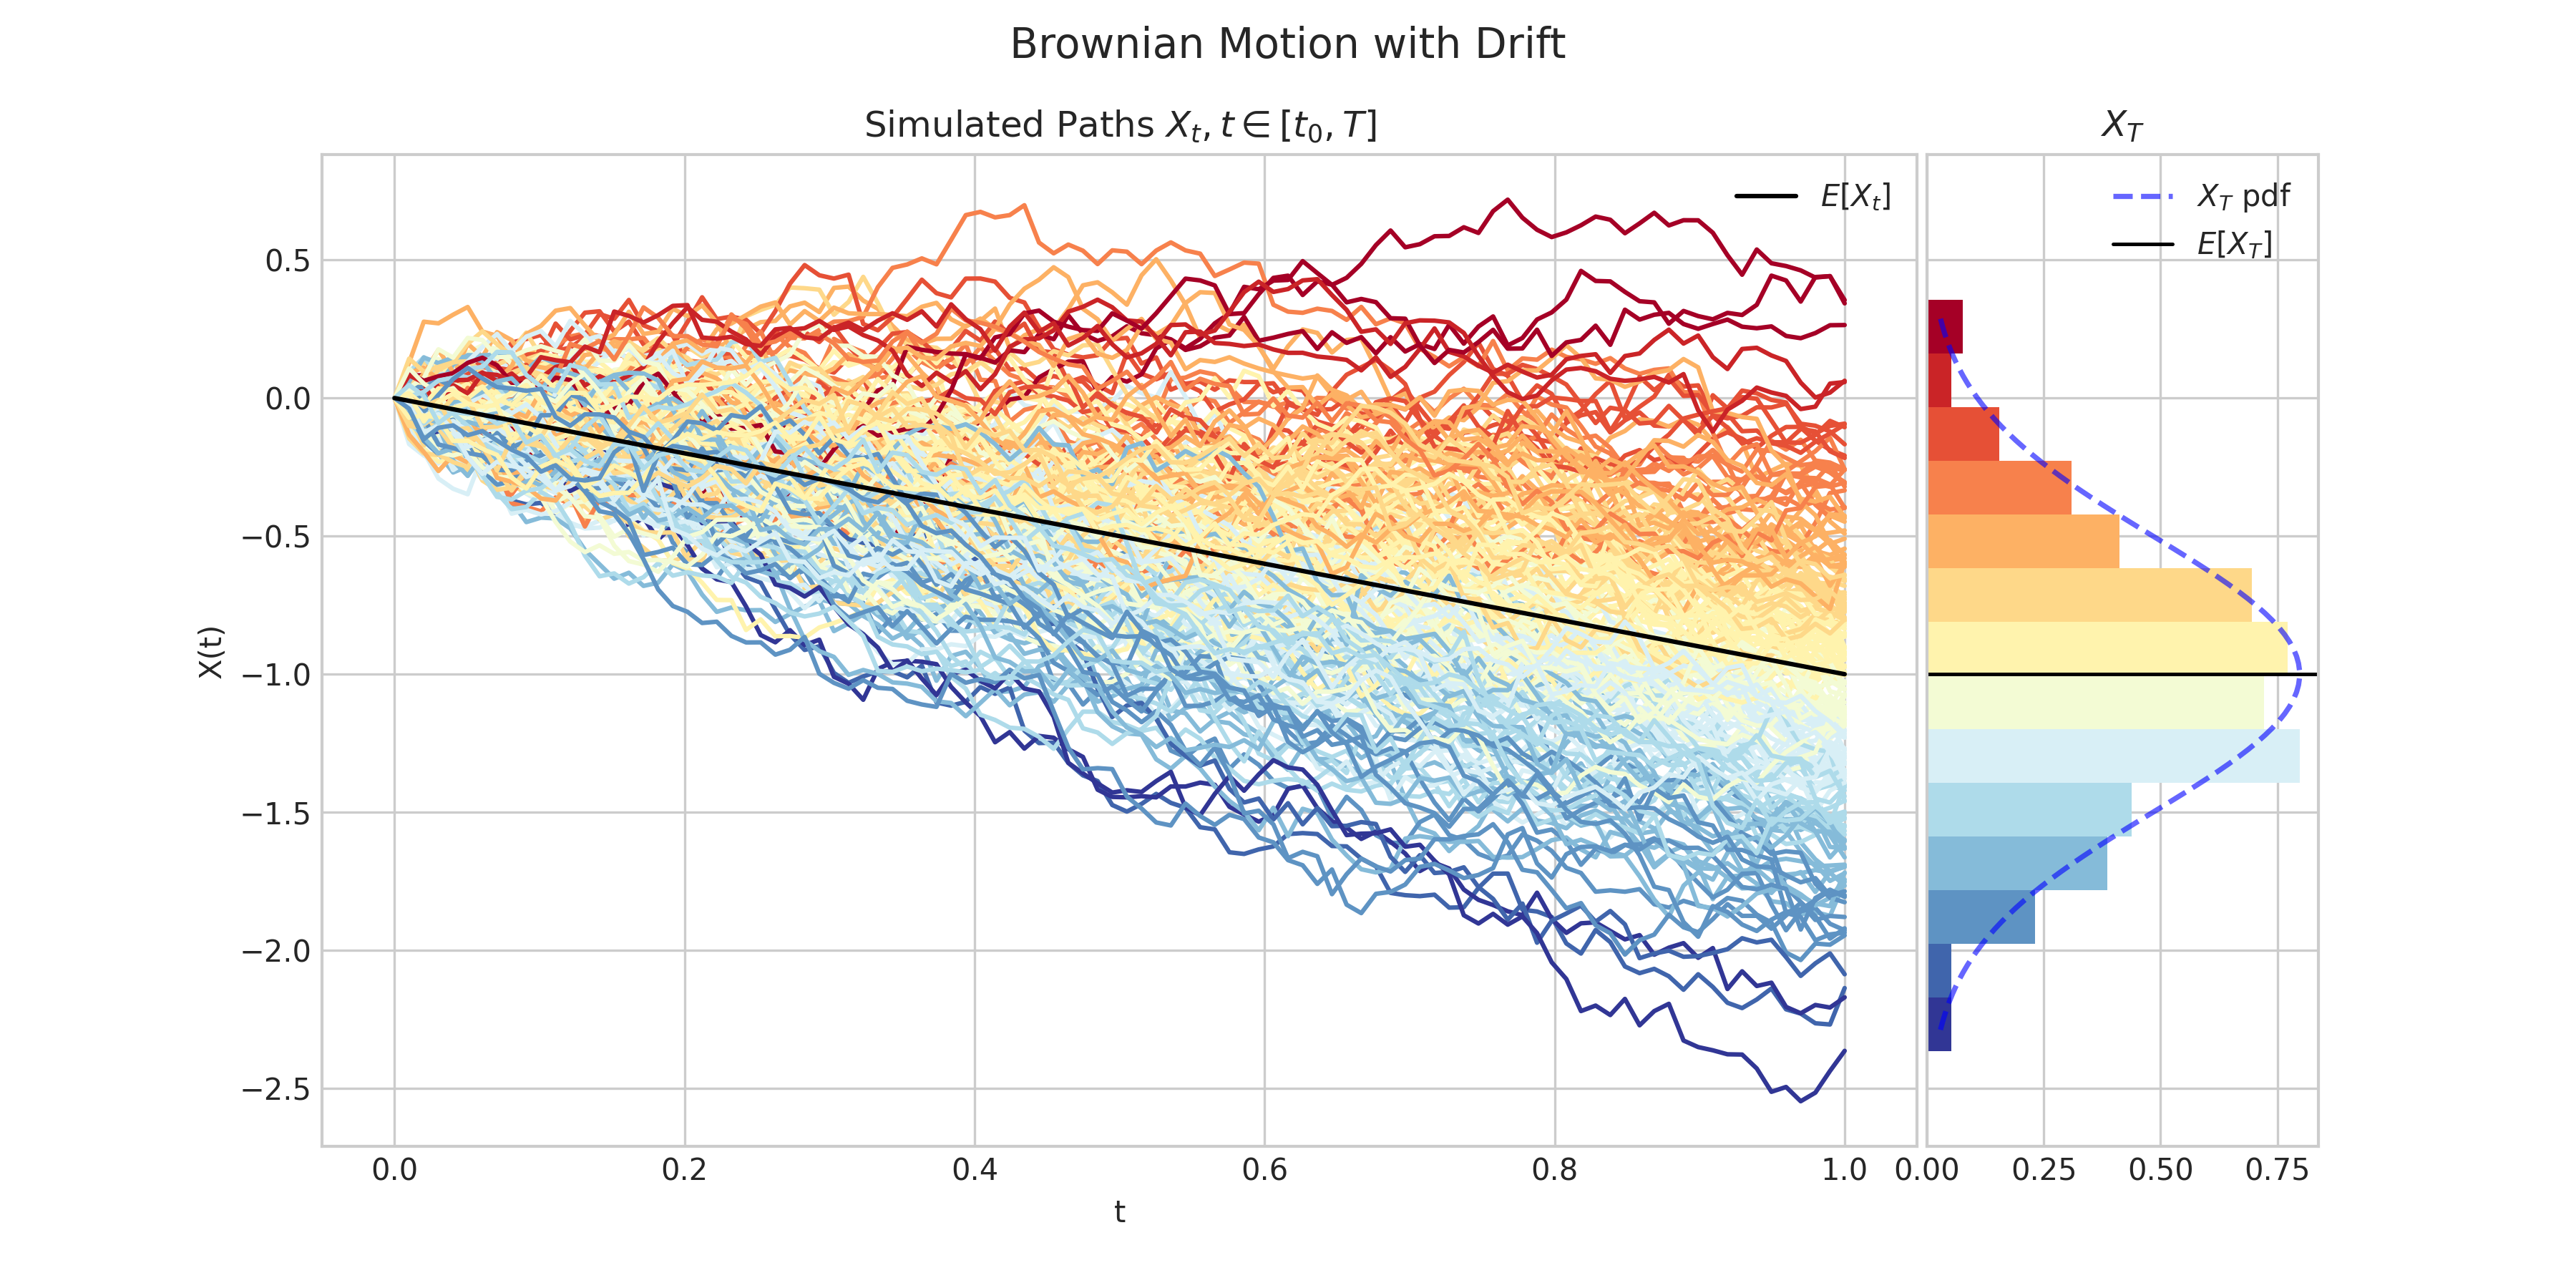 Brownian Motion with Drift
Simulated Paths $X_t, t \in [t_0, T]$
$X_T$
$E[X_t]$
$X_T$ pdf
$E[X_T]$
X(t)
0.5
0.0
−0.5
−1.0
−1.5
−2.0
−2.5
0.0 0.2 0.4 0.6 0.8 1.0
0.00 0.25 0.50 0.75
t